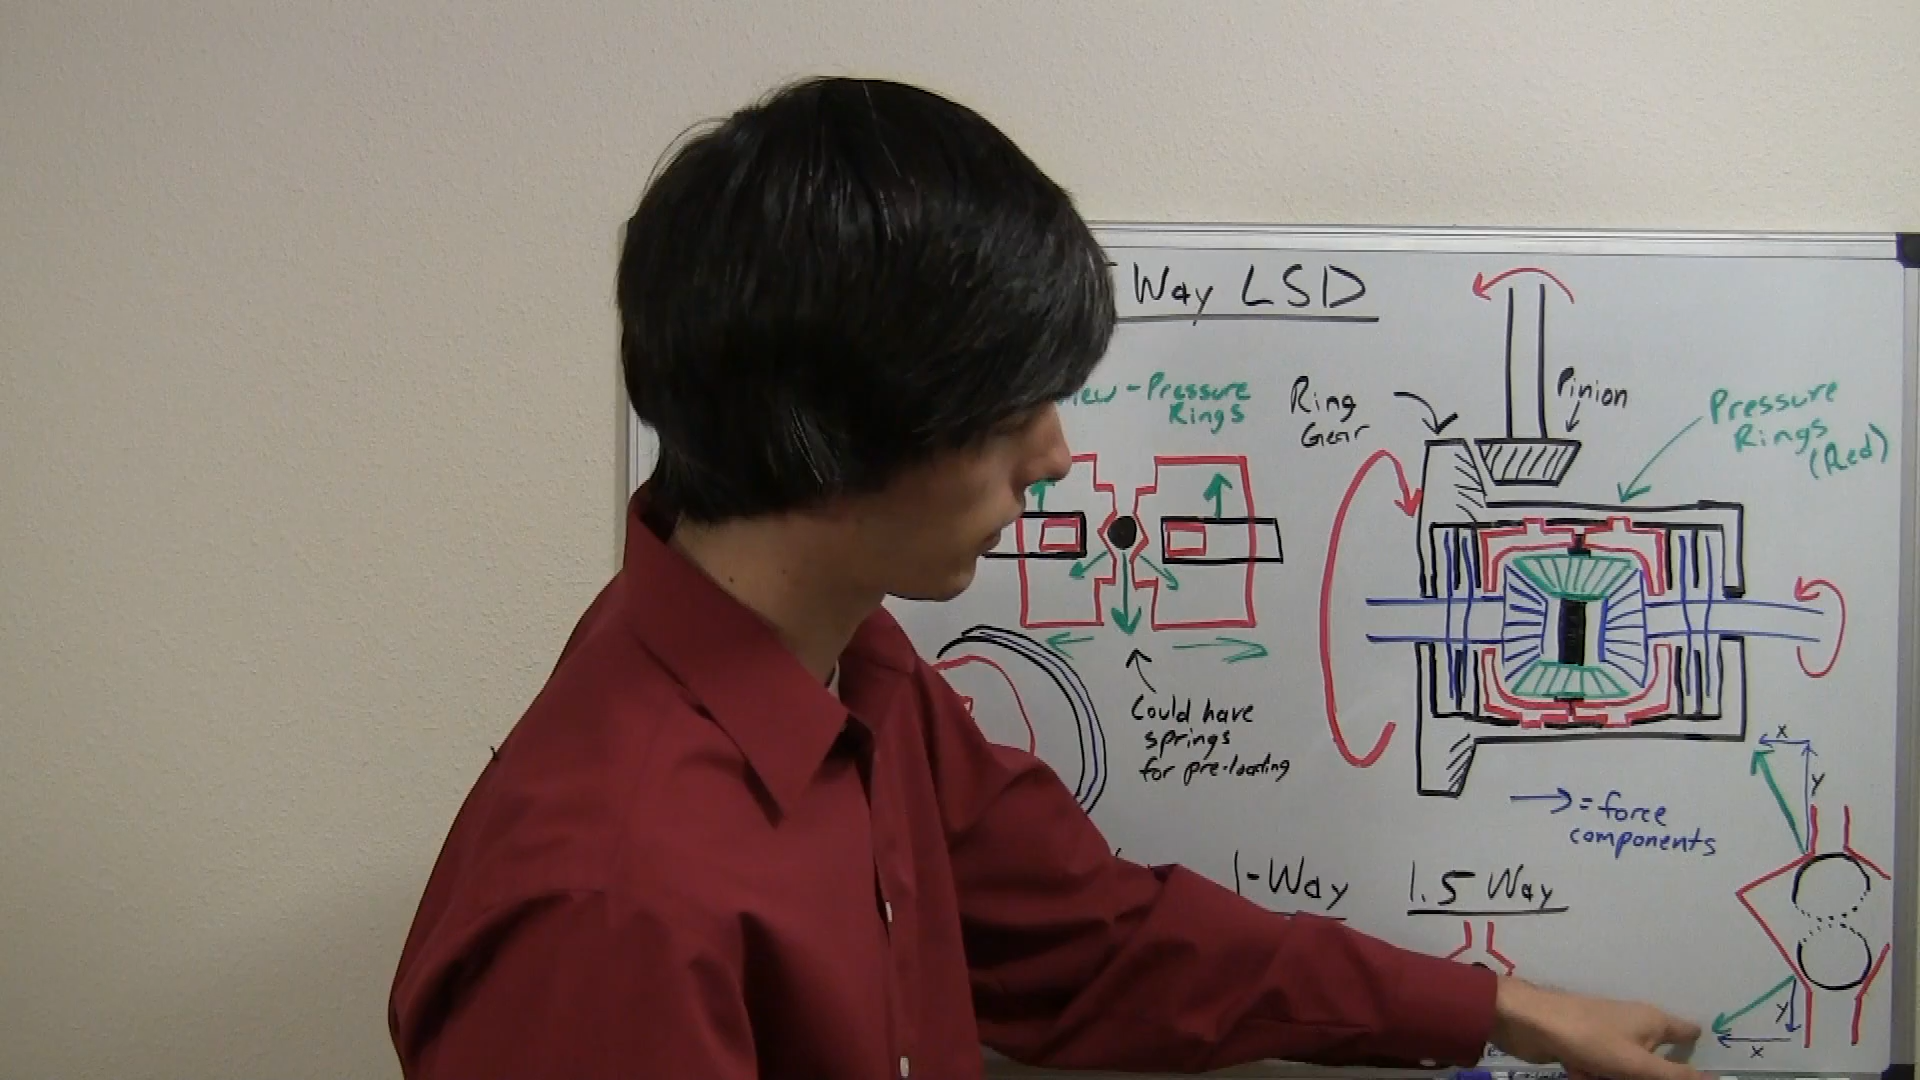 Way LSD
Pinion
Ring
Gear
Pressure
Rings
(Red)
- Pressure
Rings
Could have
springs
for pre-loading
= force
components
X
Y
1-Way
1.5 Way
Y
X